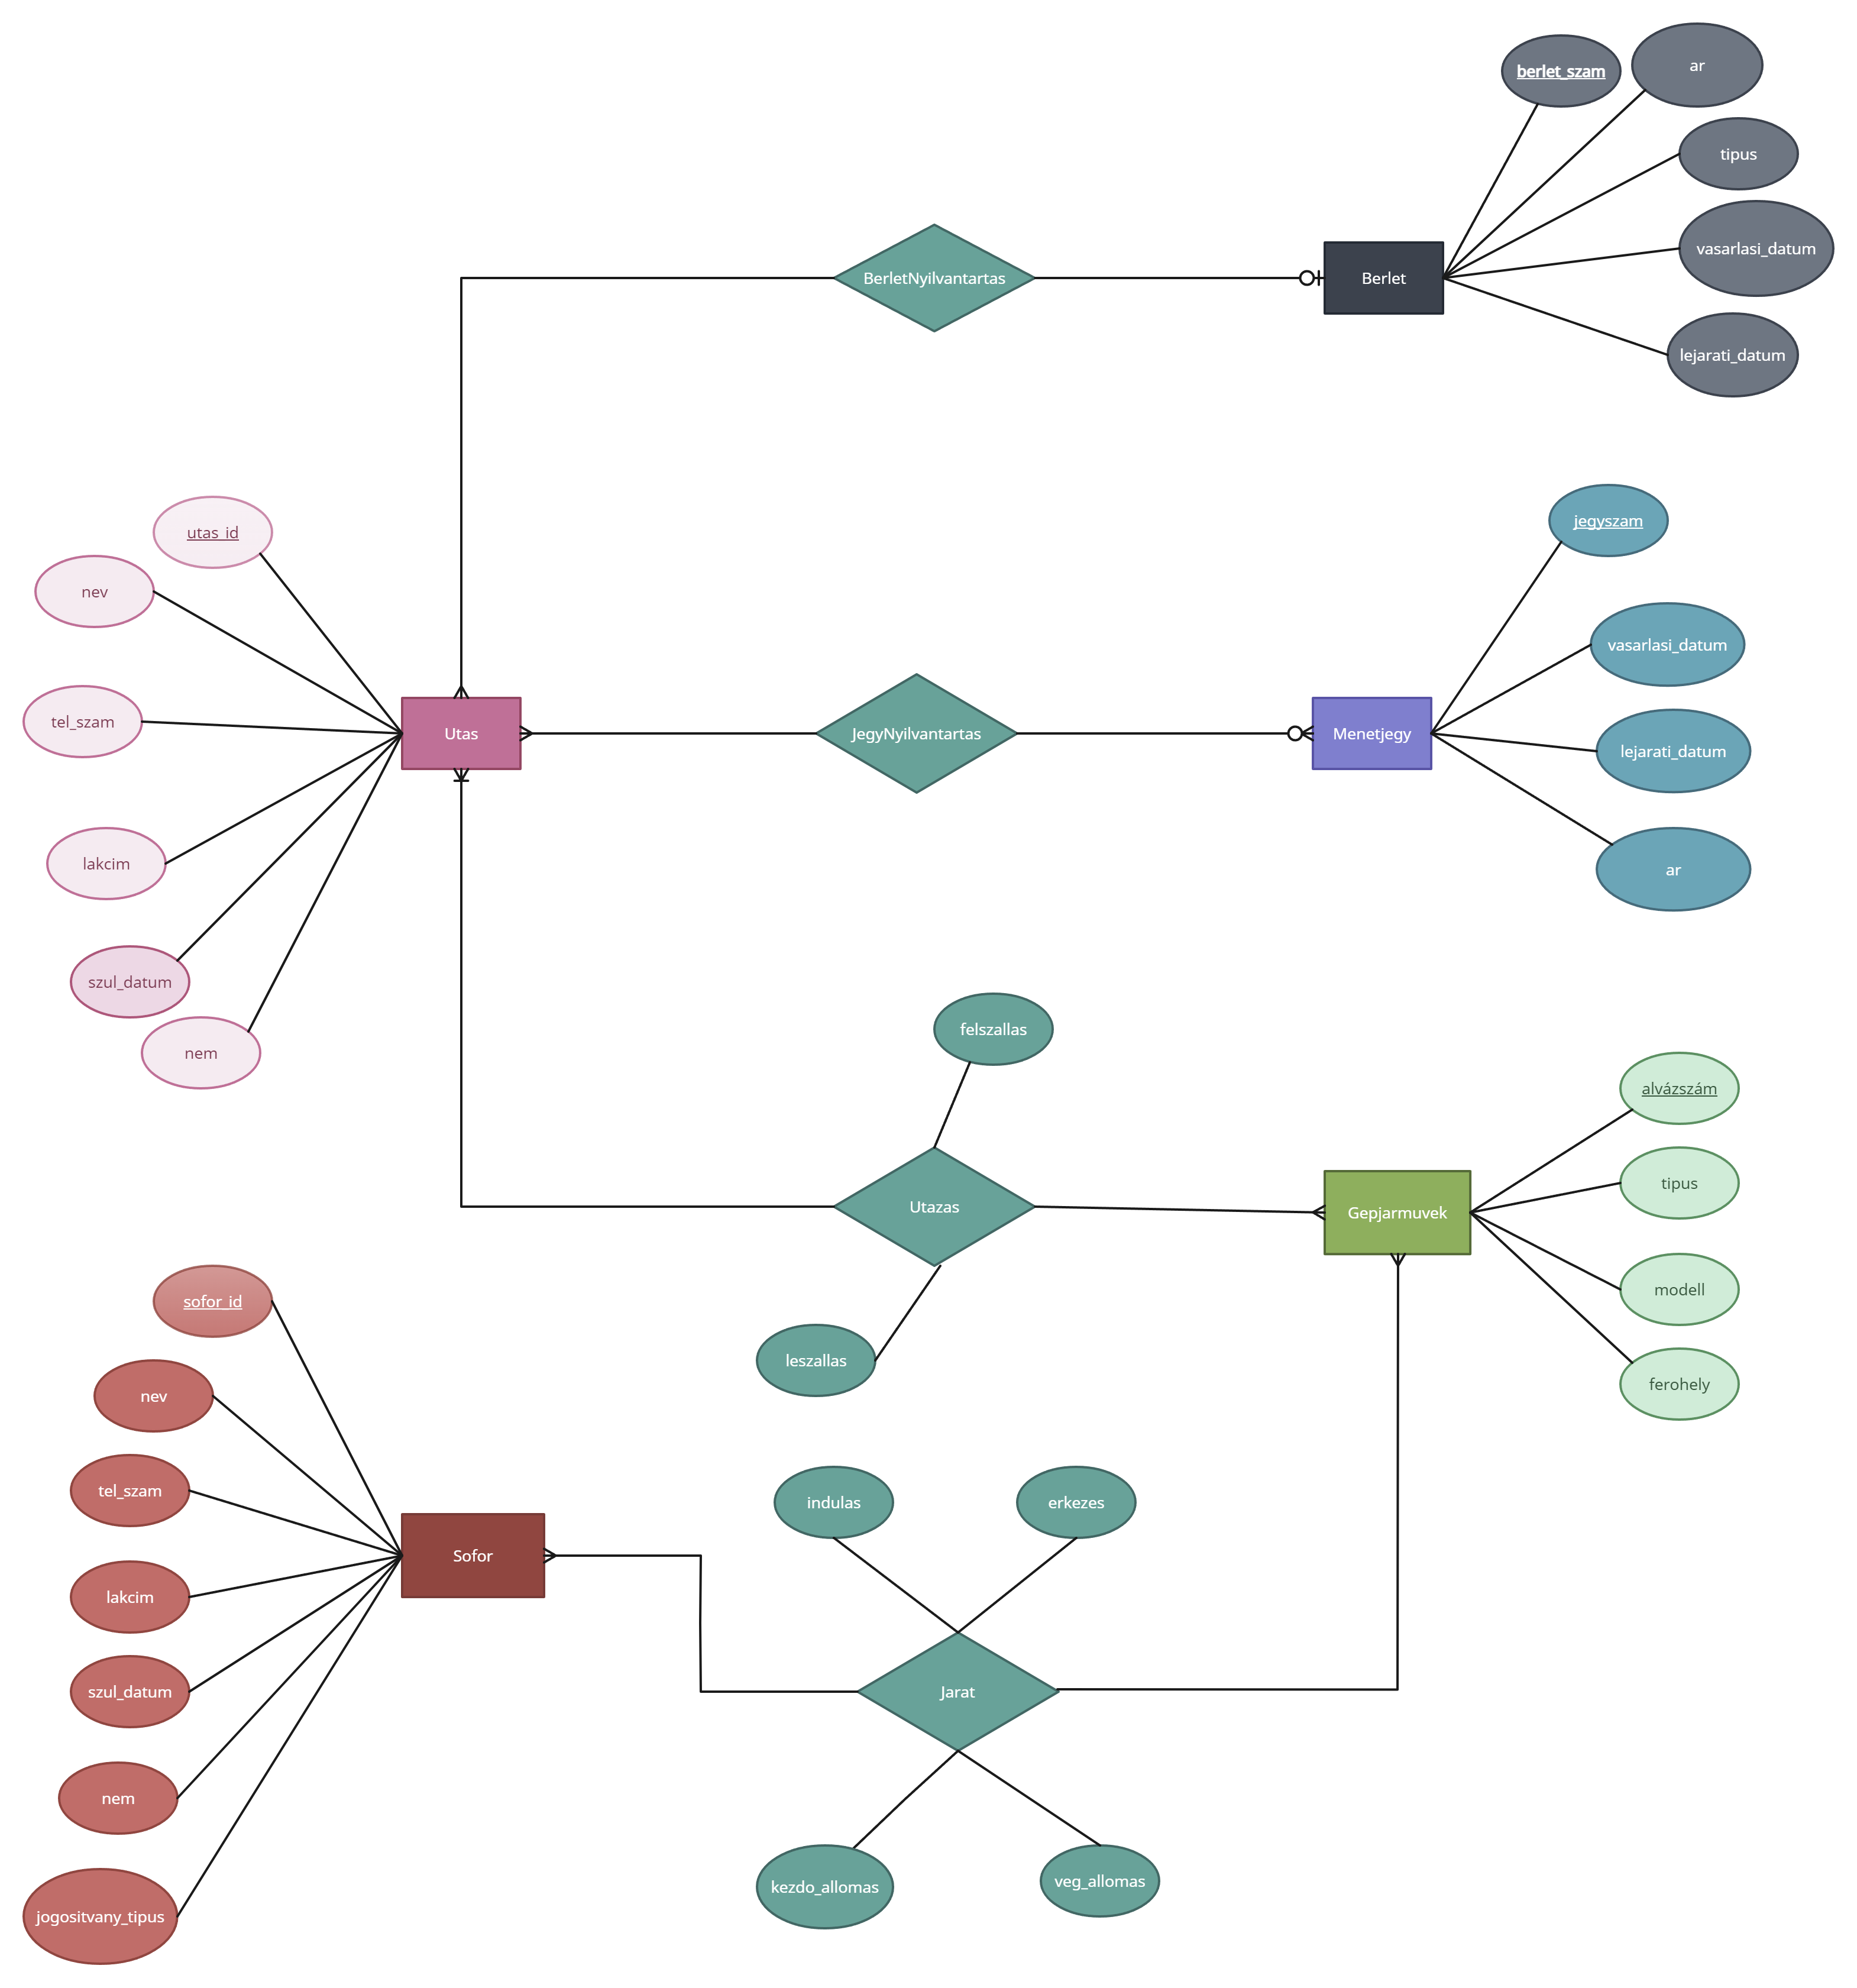 berlet_szam
ar
tipus
vasarlasi_datum
lejarati_datum
BerletNyilvantartas
Berlet
utas_id
nev
tel_szam
lakcim
szul_datum
nem
Utas
JegyNyilvantartas
Menetjegy
jegyszam
vasarlasi_datum
lejarati_datum
ar
felszallas
Utazas
leszallas
Gepjarmuvek
alvázszám
tipus
modell
ferohely
sofor_id
nev
tel_szam
lakcim
szul_datum
nem
jogositvany_tipus
Sofor
indulas
erkezes
Jarat
kezdo_allomas
veg_allomas